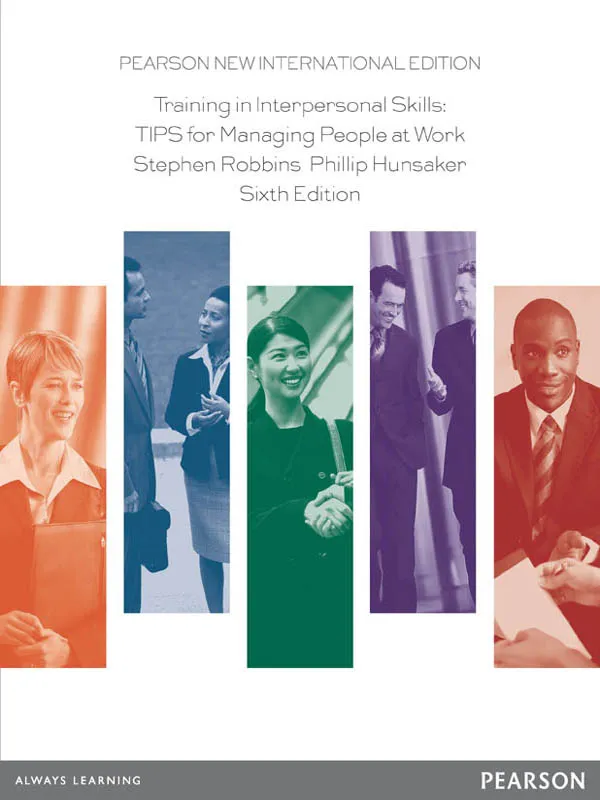 PEARSON NEW INTERNATIONAL EDITION
Training in Interpersonal Skills:
TIPS for Managing People at Work
Stephen Robbins Phillip Hunsaker
Sixth Edition
ALWAYS LEARNING
PEARSON